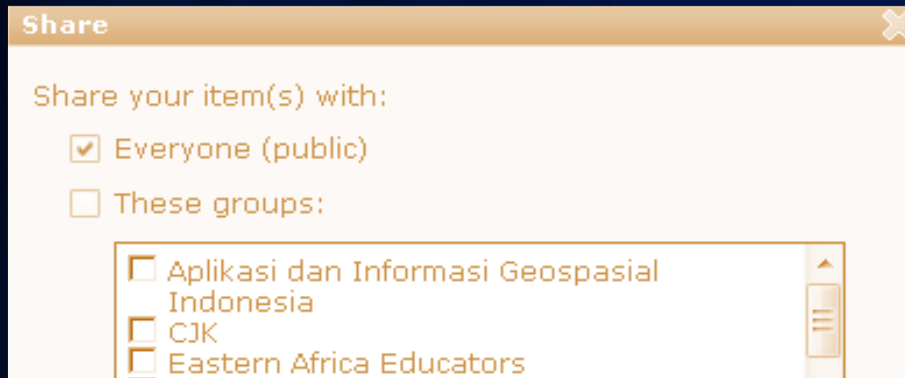 Share
Share your item(s) with:
Everyone (public)
These groups:
Aplikasi dan Informasi Geospasial
Indonesia
CJK
Eastern Africa Educators